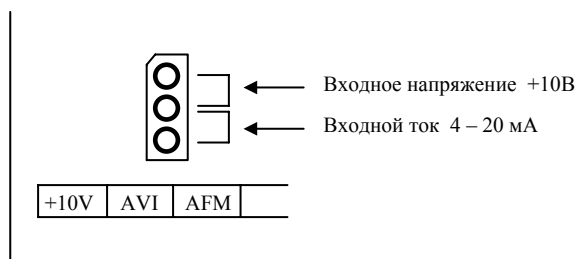 Входное напряжение +10В
Входной ток 4 – 20 мА
+10V AVI AFM